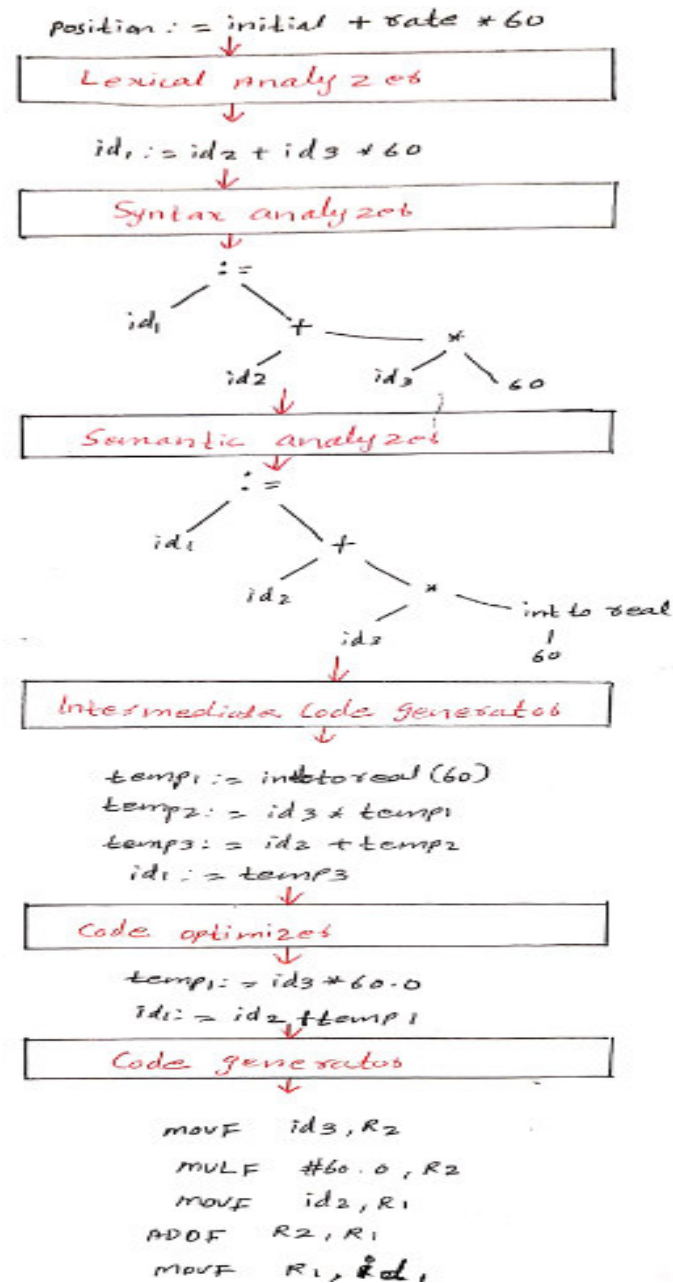 position := initial + rate * 60
Lexical Analyzer
id1 := id2 + id3 * 60
Syntax analyzer
:=
id1 + *
id2 id3 60
Semantic analyzer
:=
id1 +
id2 * int to real
id3 60
Intermediate Code generator
temp1 := inttoreal (60)
temp2 := id3 * temp1
temp3 := id2 + temp2
id1 := temp3
Code optimizer
temp1 := id3 * 60.0
id1 := id2 + temp1
Code generator
MOVF id3, R2
MULF #60.0, R2
MOVF id2, R1
ADDF R2, R1
MOVF R1, id1